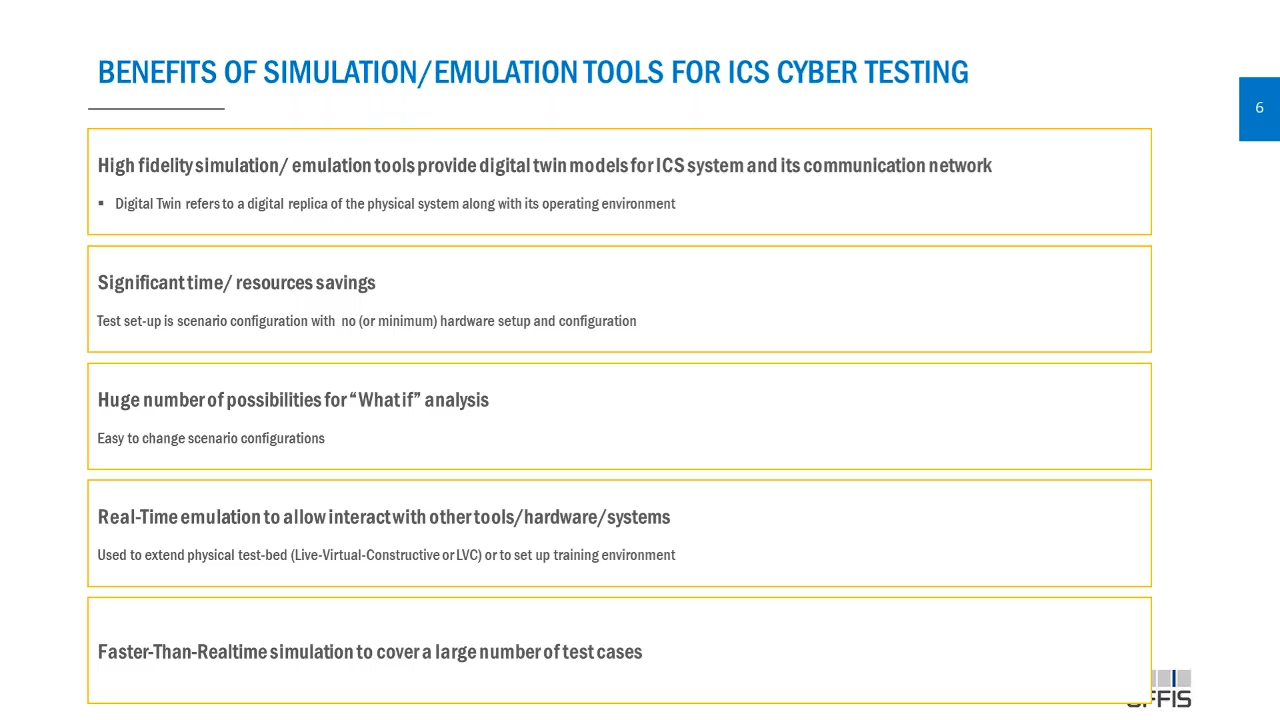 BENEFITS OF SIMULATION/EMULATION TOOLS FOR ICS CYBER TESTING
6
High fidelity simulation/ emulation tools provide digital twin models for ICS system and its communication network
▪ Digital Twin refers to a digital replica of the physical system along with its operating environment
Significant time/ resources savings
Test set-up is scenario configuration with no (or minimum) hardware setup and configuration
Huge number of possibilities for “What if” analysis
Easy to change scenario configurations
Real-Time emulation to allow interact with other tools/hardware/systems
Used to extend physical test-bed (Live-Virtual-Constructive or LVC) or to set up training environment
Faster-Than-Realtime simulation to cover a large number of test cases